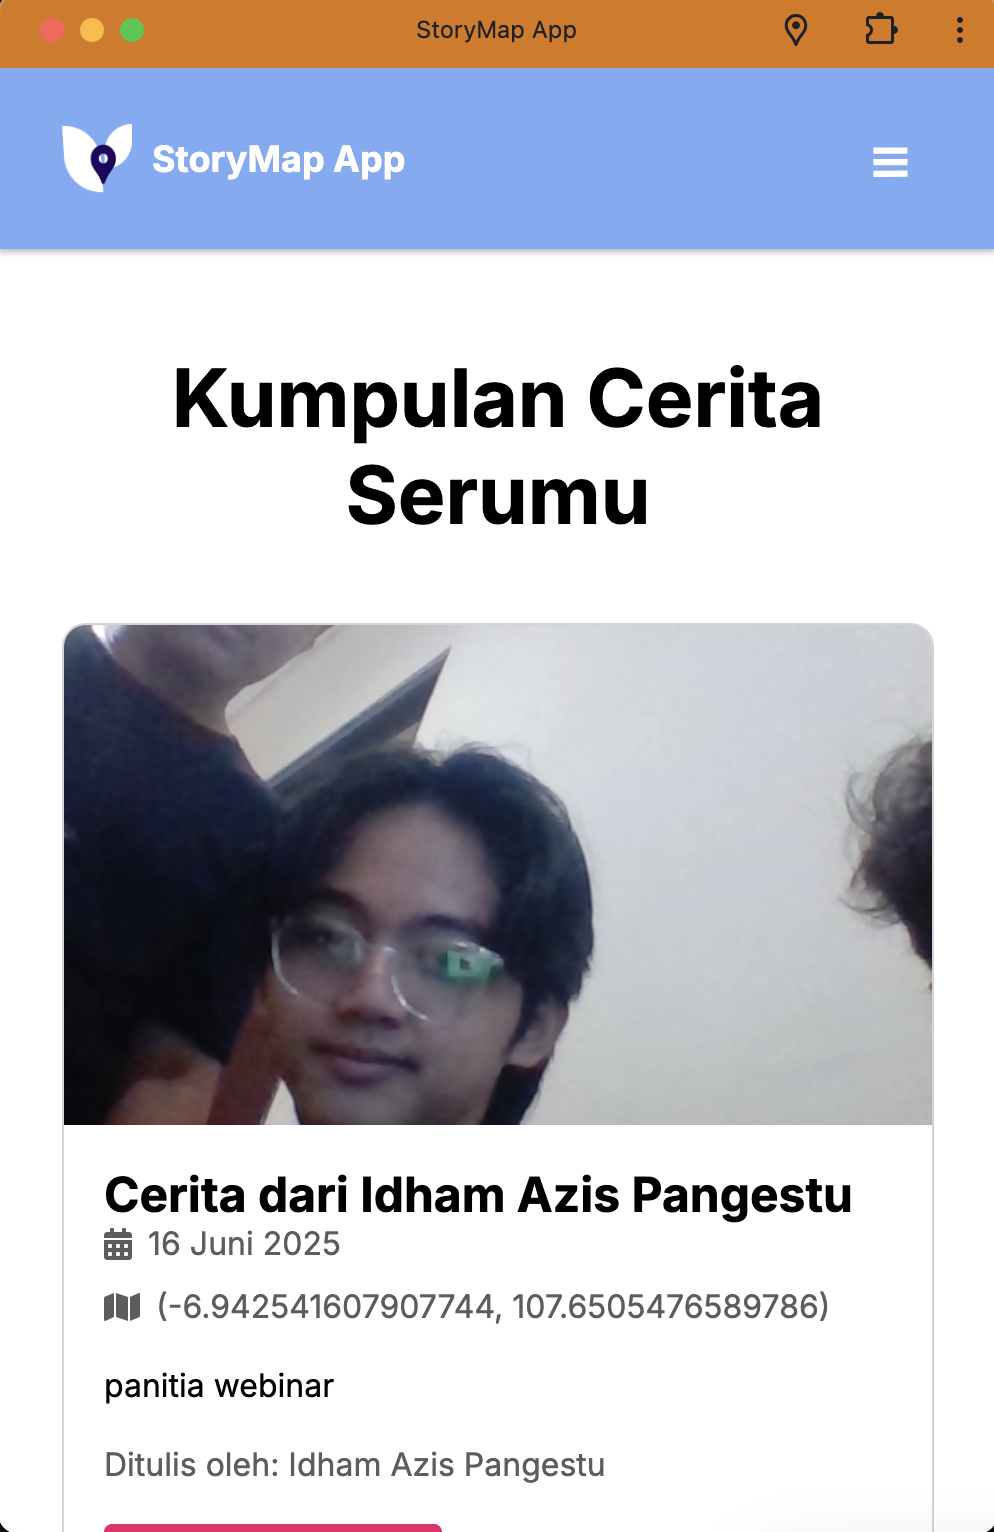 StoryMap App
StoryMap App
Kumpulan Cerita
Serumu
Cerita dari Idham Azis Pangestu
16 Juni 2025
(-6.942541607907744, 107.6505476589786)
panitia webinar
Ditulis oleh: Idham Azis Pangestu